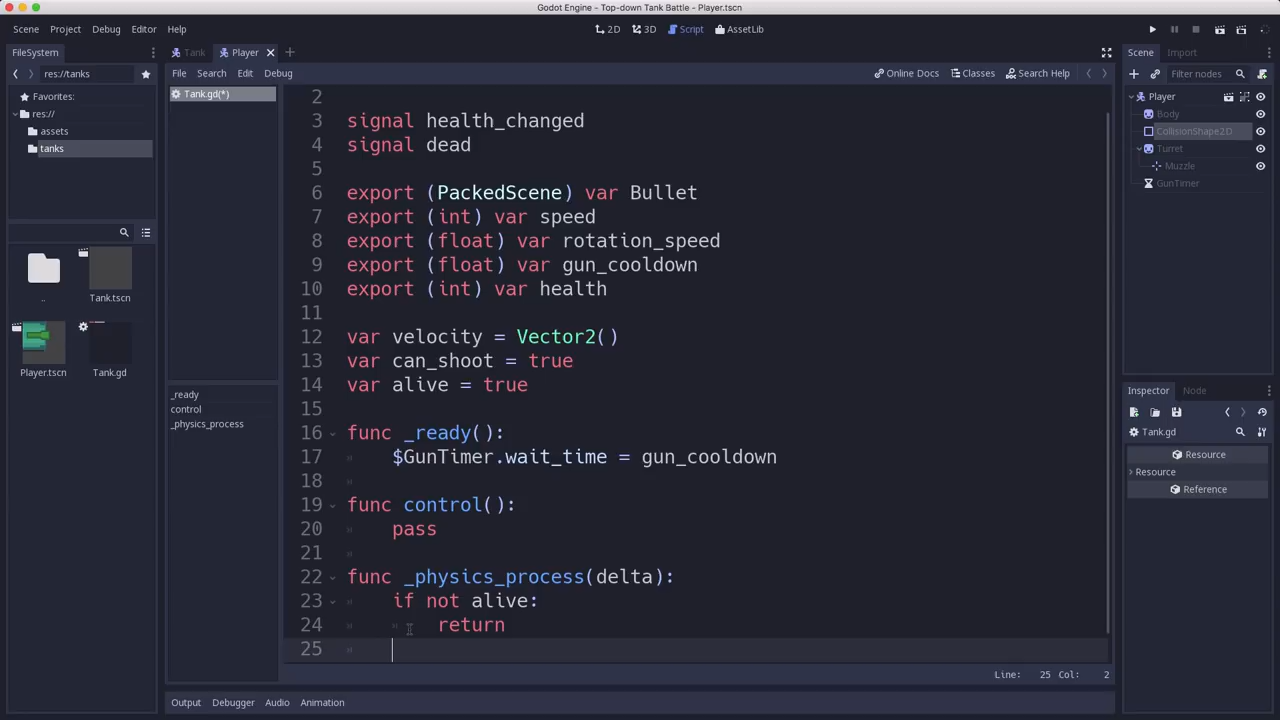 Godot Engine - Top-down Tank Battle - Player.tscn
Scene Project Debug Editor Help
2D 3D Script AssetLib
FileSystem
res://tanks
Favorites:
res://
assets
tanks
..
Tank.tscn
Player.tscn
Tank.gd
Tank Player
File Search Edit Debug
Online Docs Classes Search Help
Tank.gd(*)
_ready
control
_physics_process
2
3 signal health_changed
4 signal dead
5
6 export (PackedScene) var Bullet
7 export (int) var speed
8 export (float) var rotation_speed
9 export (float) var gun_cooldown
10 export (int) var health
11
12 var velocity = Vector2()
13 var can_shoot = true
14 var alive = true
15
16 func _ready():
17 $GunTimer.wait_time = gun_cooldown
18
19 func control():
20 pass
21
22 func _physics_process(delta):
23 if not alive:
24 return
25
Line: 25 Col: 2
Output Debugger Audio Animation
Scene Import
Filter nodes
Player
Body
CollisionShape2D
Turret
Muzzle
GunTimer
Inspector Node
Tank.gd
Resource
Resource
Reference